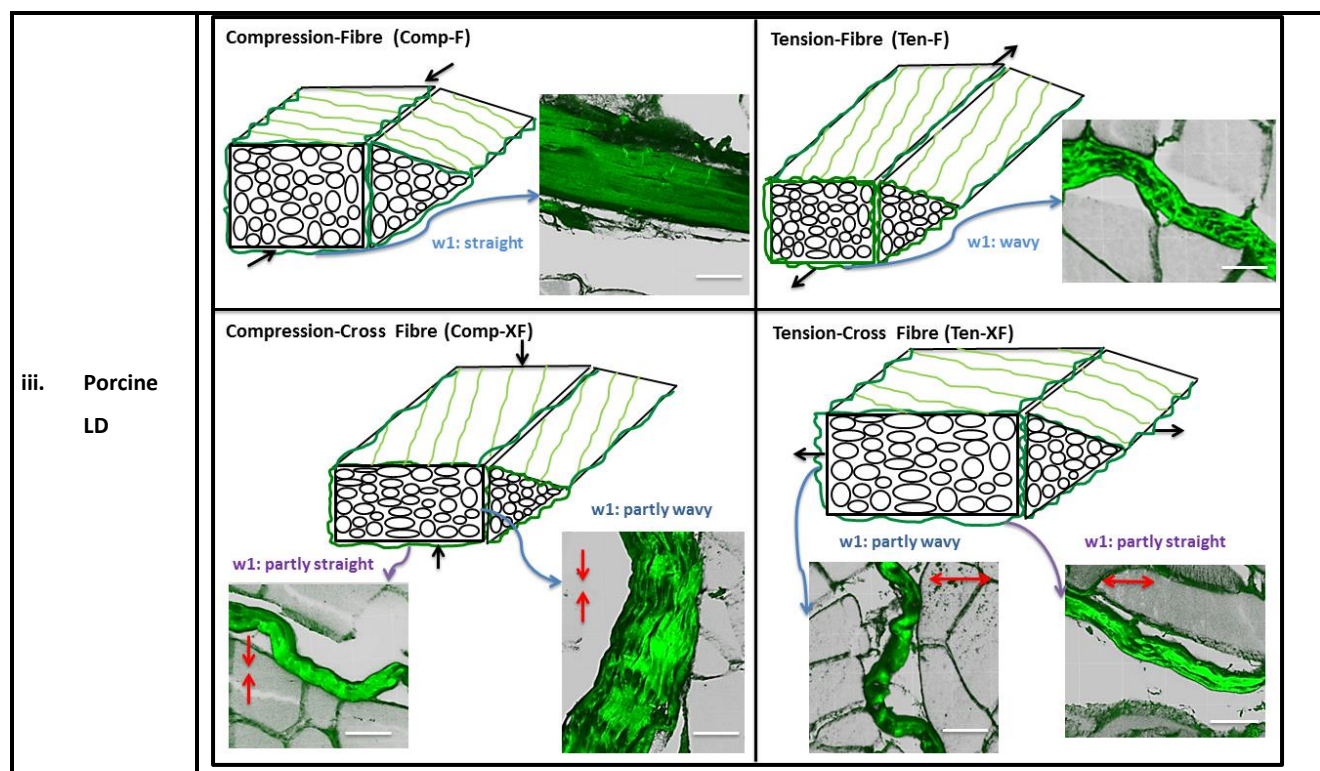 iii. Porcine
LD
Compression-Fibre (Comp-F)
w1: straight
Tension-Fibre (Ten-F)
w1: wavy
Compression-Cross Fibre (Comp-XF)
w1: partly wavy
w1: partly straight
Tension-Cross Fibre (Ten-XF)
w1: partly wavy
w1: partly straight